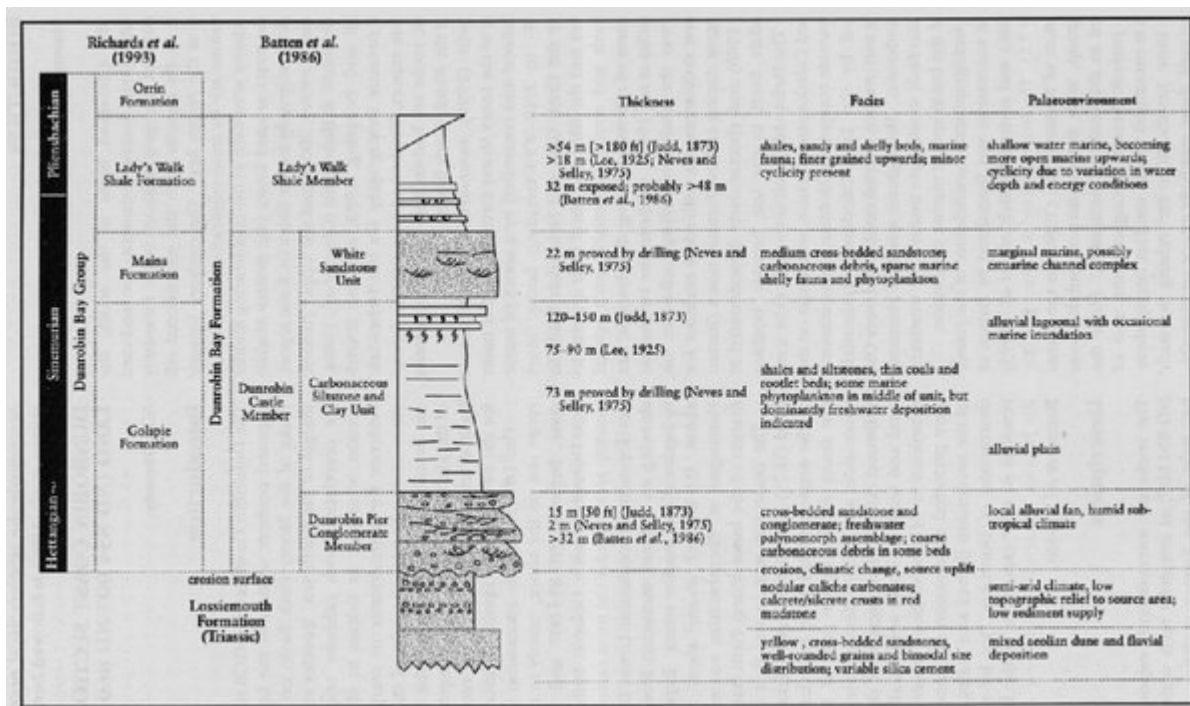 Richards et al.
(1993)
Batten et al.
(1986)
Thickness
Facies
Palaeoenvironment
Pliensbachian
Sinemurian
Hettangian
Dunrobin Bay Group
Orrin
Formation
Lady's Walk
Shale Formation
Mains
Formation
Golspie
Formation
Dunrobin Bay Formation
Lady's Walk
Shale Member
Dunrobin
Castle
Member
White
Sandstone
Unit
Carbonaceous
Siltstone and
Clay Unit
Dunrobin Pier
Conglomerate
Member
erosion surface
Lossiemouth
Formation
(Triassic)
>54 m [>180 ft] (Judd, 1873)
>18 m (Lee, 1925; Neves and
Selley, 1975)
32 m exposed; probably >48 m
(Batten et al., 1986)
shales, sandy and shelly beds, marine
fauna; finer grained upwards; minor
cyclicity present
shallow water marine, becoming
more open marine upwards;
cyclicity due to variation in water
depth and energy conditions
22 m proved by drilling (Neves and
Selley, 1975)
medium cross-bedded sandstone;
carbonaceous debris, sparse marine
shelly fauna and phytoplankton
marginal marine, possibly
estuarine channel complex
120–150 m (Judd, 1873)
75–90 m (Lee, 1925)
73 m proved by drilling (Neves and
Selley, 1975)
shales and siltstones, thin coals and
rootlet beds; some marine
phytoplankton in middle of unit, but
dominantly freshwater deposition
indicated
alluvial lagoonal with occasional
marine inundation
alluvial plain
15 m [50 ft] (Judd, 1873)
2 m (Neves and Selley, 1975)
>32 m (Batten et al., 1986)
cross-bedded sandstone and
conglomerate; freshwater
palynomorph assemblage; coarse
carbonaceous debris in some beds
local alluvial fan, humid sub-
tropical climate
erosion, climatic change, source uplift
nodular caliche carbonates;
calcrete/silcrete crusts in red
mudstone
semi-arid climate, low
topographic relief to source area;
low sediment supply
yellow , cross-bedded sandstones,
well-rounded grains and bimodal size
distribution; variable silica cement
mixed aeolian dune and fluvial
deposition